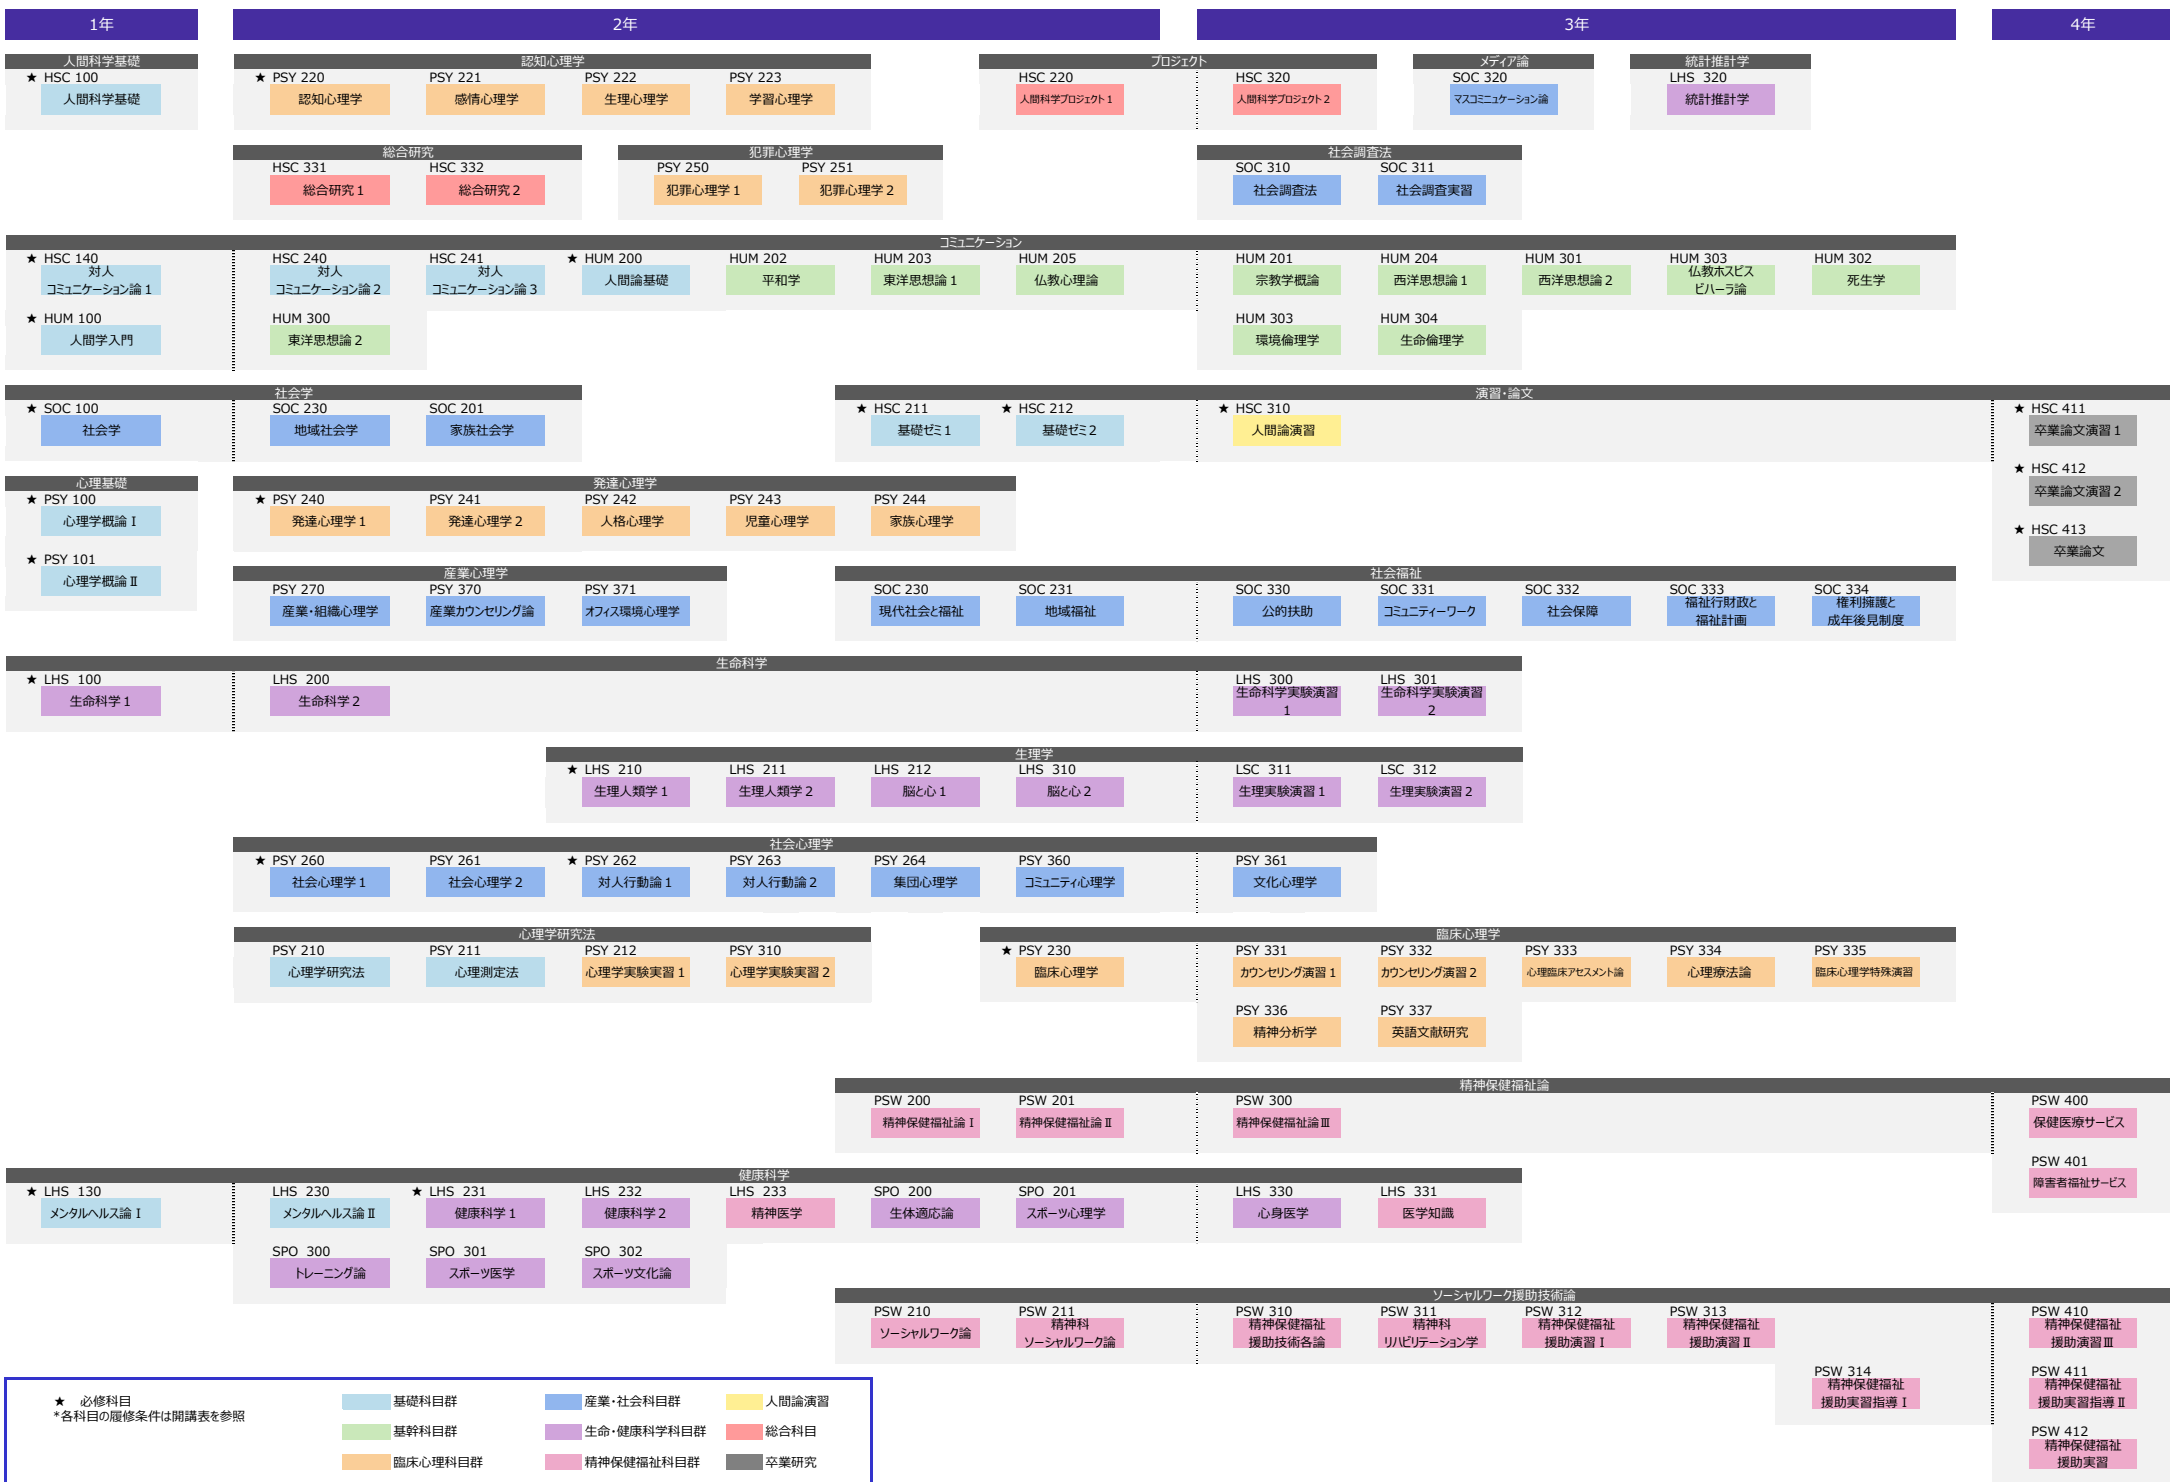 1年
2年
3年
4年
人間科学基礎
認知心理学
プロジェクト
メディア論
統計推計学
★ HSC 100
★ PSY 220
PSY 221
PSY 222
PSY 223
HSC 220
HSC 320
SOC 320
LHS 320
人間科学基礎
認知心理学
感情心理学
生理心理学
学習心理学
人間科学プロジェクト1
人間科学プロジェクト2
マスコミニュケーション論
統計推計学
総合研究
犯罪心理学
社会調査法
HSC 331
HSC 332
PSY 250
PSY 251
SOC 310
SOC 311
総合研究1
総合研究2
犯罪心理学1
犯罪心理学2
社会調査法
社会調査実習
コミュニケーション
★ HSC 140
HSC 240
HSC 241
★ HUM 200
HUM 202
HUM 203
HUM 205
HUM 201
HUM 204
HUM 301
HUM 303
HUM 302
対人
コミュニケーション論1
対人
コミュニケーション論2
対人
コミュニケーション論3
人間論基礎
平和学
東洋思想論1
仏教心理論
宗教学概論
西洋思想論1
西洋思想論2
仏教ホスピス
ビハーラ論
死生学
★ HUM 100
HUM 300
HUM 303
HUM 304
人間学入門
東洋思想論2
環境倫理学
生命倫理学
社会学
演習・論文
★ SOC 100
SOC 230
SOC 201
★ HSC 211
★ HSC 212
★ HSC 310
★ HSC 411
社会学
地域社会学
家族社会学
基礎ゼミ1
基礎ゼミ2
人間論演習
卒業論文演習1
★ HSC 412
卒業論文演習2
★ HSC 413
卒業論文
心理基礎
発達心理学
★ PSY 100
★ PSY 240
PSY 241
PSY 242
PSY 243
PSY 244
心理学概論Ⅰ
発達心理学1
発達心理学2
人格心理学
児童心理学
家族心理学
★ PSY 101
心理学概論Ⅱ
産業心理学
社会福祉
PSY 270
PSY 370
PSY 371
SOC 230
SOC 231
SOC 330
SOC 331
SOC 332
SOC 333
SOC 334
産業・組織心理学
産業カウンセリング論
オフィス環境心理学
現代社会と福祉
地域福祉
公的扶助
コミュニティーワーク
社会保障
福祉行財政と
福祉計画
権利擁護と
成年後見制度
生命科学
★ LHS 100
LHS 200
LHS 300
LHS 301
生命科学1
生命科学2
生命科学実験演習
1
生命科学実験演習
2
生理学
★ LHS 210
LHS 211
LHS 212
LHS 310
LSC 311
LSC 312
生理人類学1
生理人類学2
脳と心1
脳と心2
生理実験演習1
生理実験演習2
社会心理学
★ PSY 260
PSY 261
★ PSY 262
PSY 263
PSY 264
PSY 360
PSY 361
社会心理学1
社会心理学2
対人行動論1
対人行動論2
集団心理学
コミュニティ心理学
文化心理学
心理学研究法
臨床心理学
PSY 210
PSY 211
PSY 212
PSY 310
★ PSY 230
PSY 331
PSY 332
PSY 333
PSY 334
PSY 335
心理学研究法
心理測定法
心理学実験実習1
心理学実験実習2
臨床心理学
カウンセリング演習1
カウンセリング演習2
心理臨床アセスメント論
心理療法論
臨床心理学特殊演習
PSY 336
PSY 337
精神分析学
英語文献研究
精神保健福祉論
PSW 200
PSW 201
PSW 300
PSW 400
精神保健福祉論Ⅰ
精神保健福祉論Ⅱ
精神保健福祉論Ⅲ
保健医療サービス
PSW 401
障害者福祉サービス
健康科学
★ LHS 130
LHS 230
★ LHS 231
LHS 232
LHS 233
SPO 200
SPO 201
LHS 330
LHS 331
メンタルヘルス論Ⅰ
メンタルヘルス論Ⅱ
健康科学1
健康科学2
精神医学
生体適応論
スポーツ心理学
心身医学
医学知識
SPO 300
SPO 301
SPO 302
トレーニング論
スポーツ医学
スポーツ文化論
ソーシャルワーク援助技術論
PSW 210
PSW 211
PSW 310
PSW 311
PSW 312
PSW 313
PSW 410
ソーシャルワーク論
精神科
ソーシャルワーク論
精神保健福祉
援助技術各論
精神科
リハビリテーション学
精神保健福祉
援助演習Ⅰ
精神保健福祉
援助演習Ⅱ
精神保健福祉
援助演習Ⅲ
PSW 314
PSW 411
精神保健福祉
援助実習指導Ⅰ
精神保健福祉
援助実習指導Ⅱ
PSW 412
精神保健福祉
援助実習
★ 必修科目
*各科目の履修条件は開講表を参照
基礎科目群
産業・社会科目群
人間論演習
基幹科目群
生命・健康科学科目群
総合科目
臨床心理科目群
精神保健福祉科目群
卒業研究